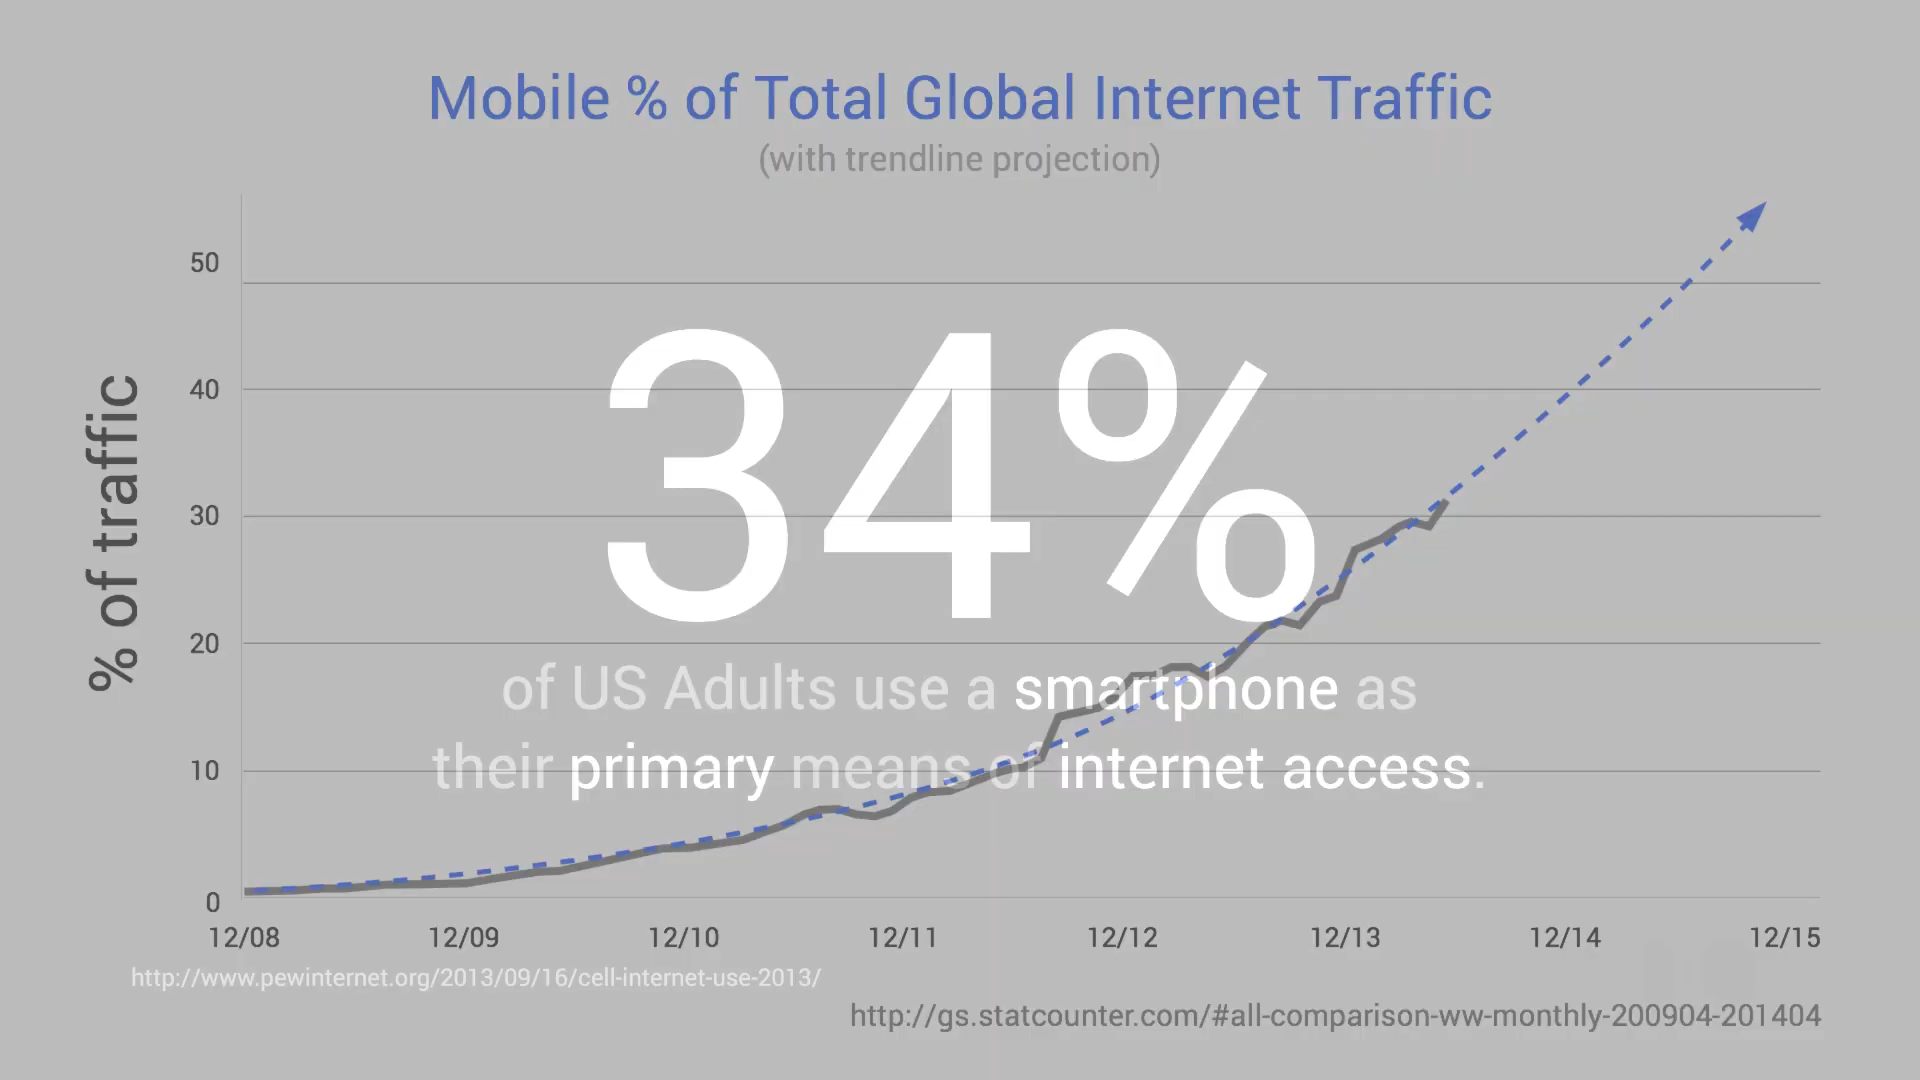 Mobile % of Total Global Internet Traffic
(with trendline projection)
% of traffic
50
40
30
20
10
0
34%
of US Adults use a smartphone as
their primary means of internet access.
12/08 12/09 12/10 12/11 12/12 12/13 12/14 12/15
http://www.pewinternet.org/2013/09/16/cell-internet-use-2013/
http://gs.statcounter.com/#all-comparison-ww-monthly-200904-201404